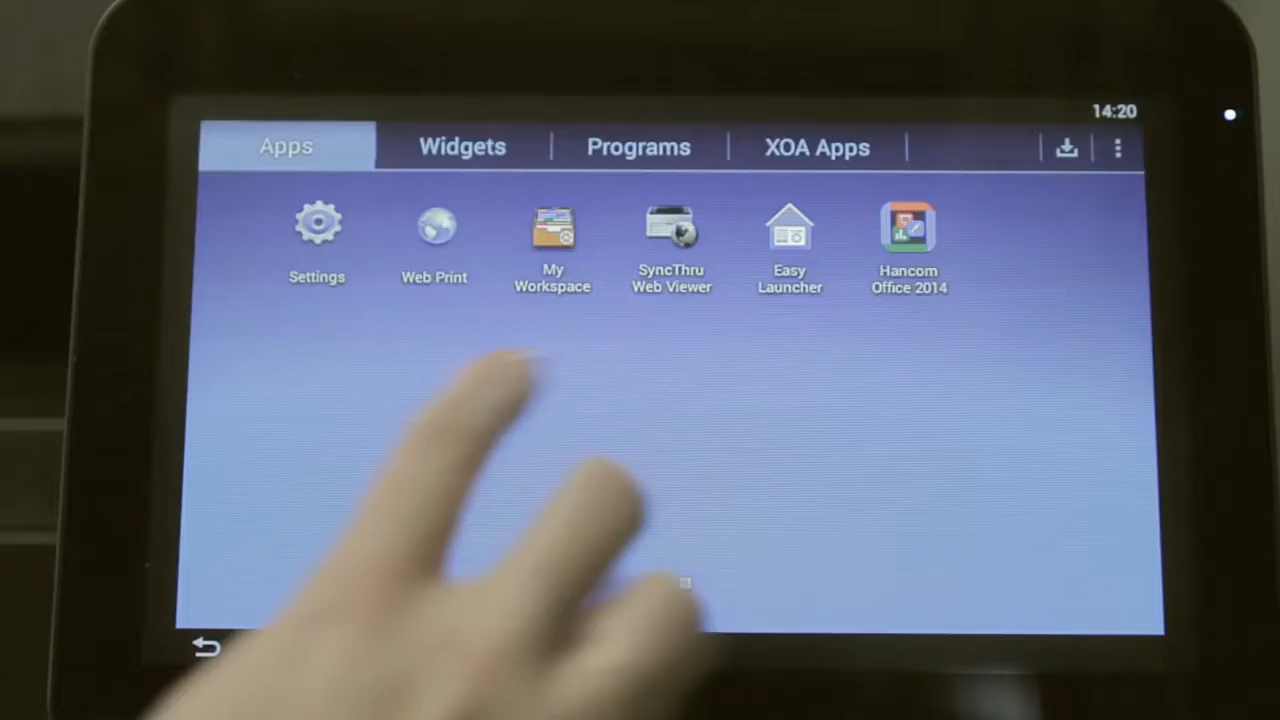 14:20
Apps
Widgets
Programs
XOA Apps
Settings
Web Print
My
Workspace
SyncThru
Web Viewer
Easy
Launcher
Hancom
Office 2014